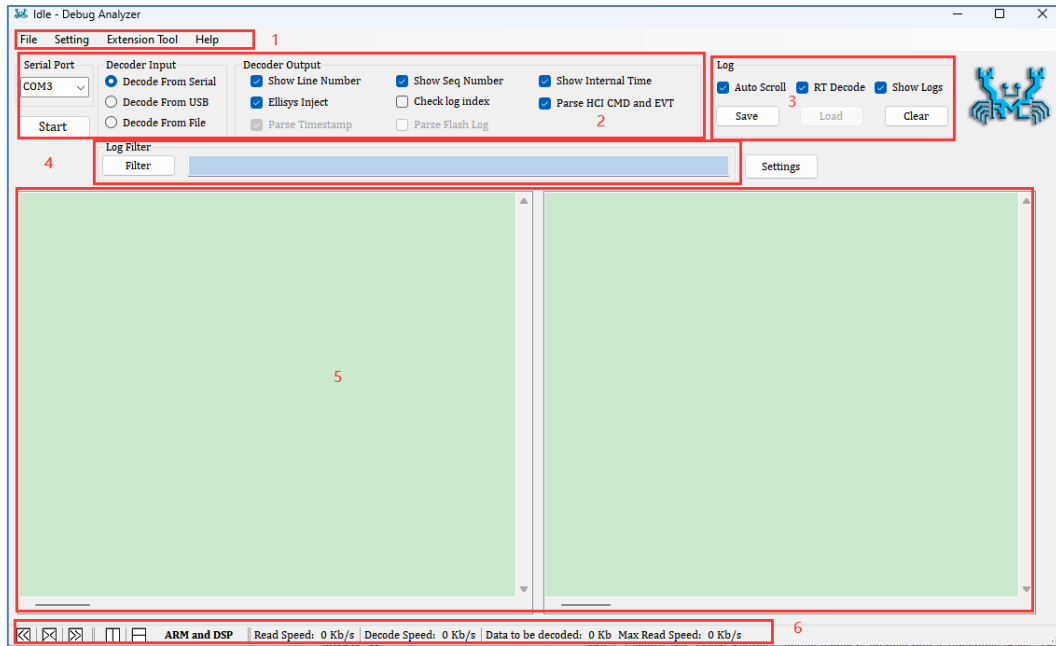 Idle - Debug Analyzer
File Setting Extension Tool Help 1
Serial Port Decoder Input Decoder Output Log
COM3 Decode From Serial Show Line Number Show Seq Number Show Internal Time Auto Scroll RT Decode Show Logs
Decode From USB Ellisys Inject Check log index Parse HCI CMD and EVT 3
Start Decode From File Parse Timestamp Parse Flash Log 2 Save Load Clear
ARM
4 Log Filter
Filter Settings
5
ARM and DSP Read Speed: 0 Kb/s Decode Speed: 0 Kb/s Data to be decoded: 0 Kb Max Read Speed: 0 Kb/s 6